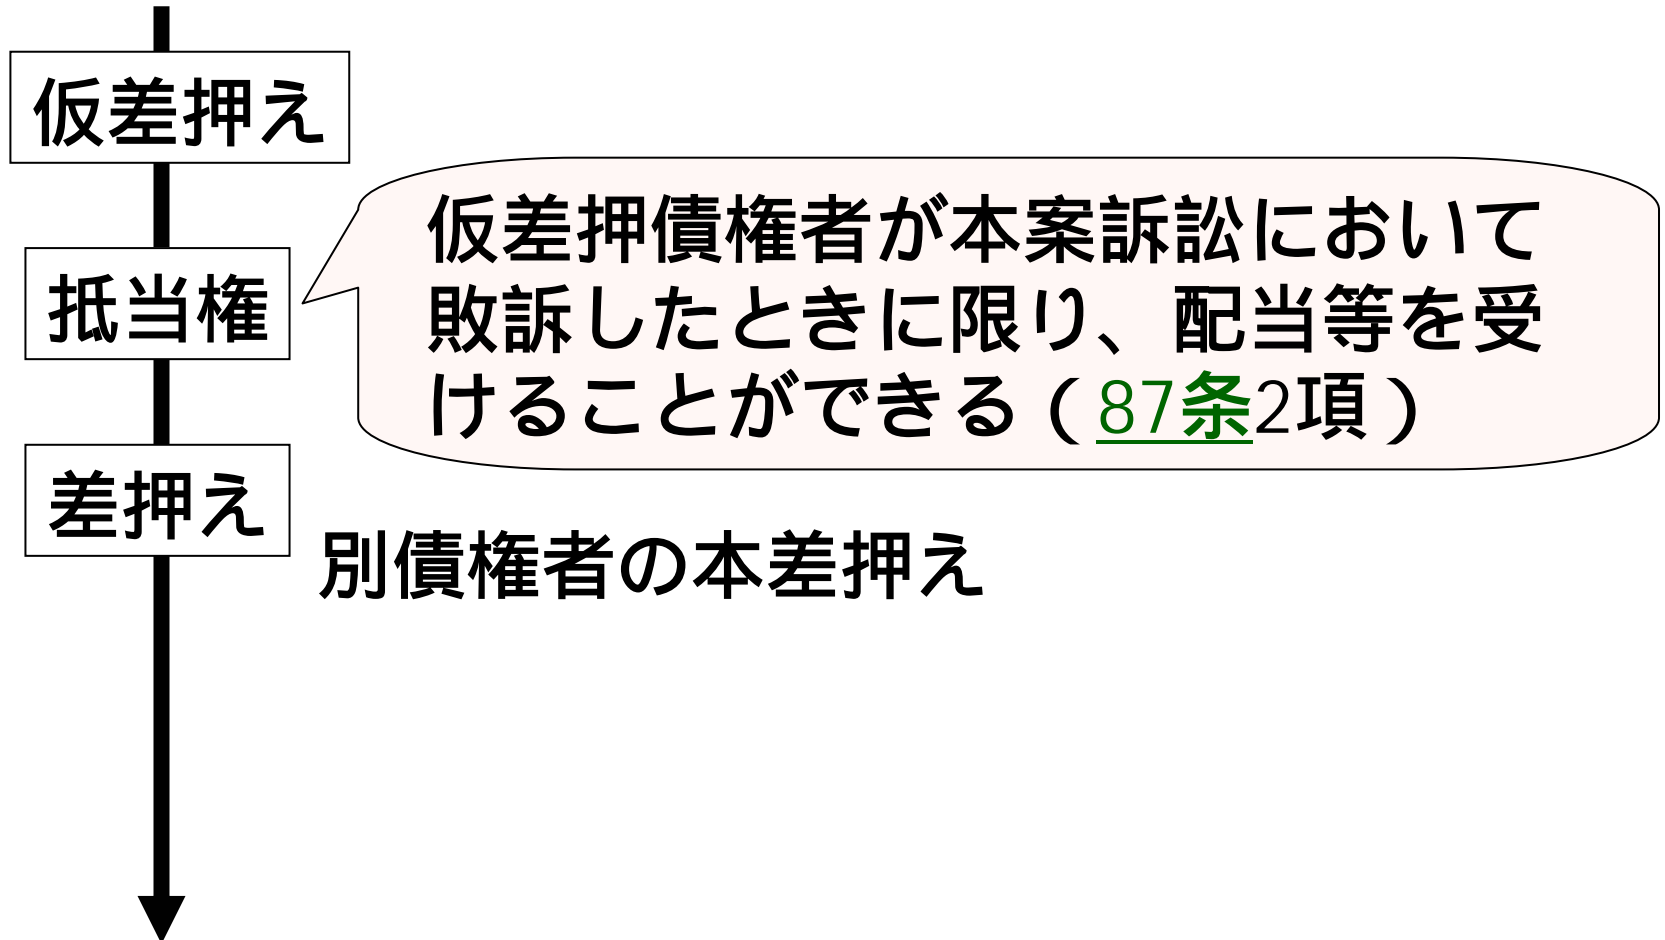 仮差押え
仮差押債権者が本案訴訟において
敗訴したときに限り、配当等を受
けることができる（87条2項）
抵当権
差押え
別債権者の本差押え